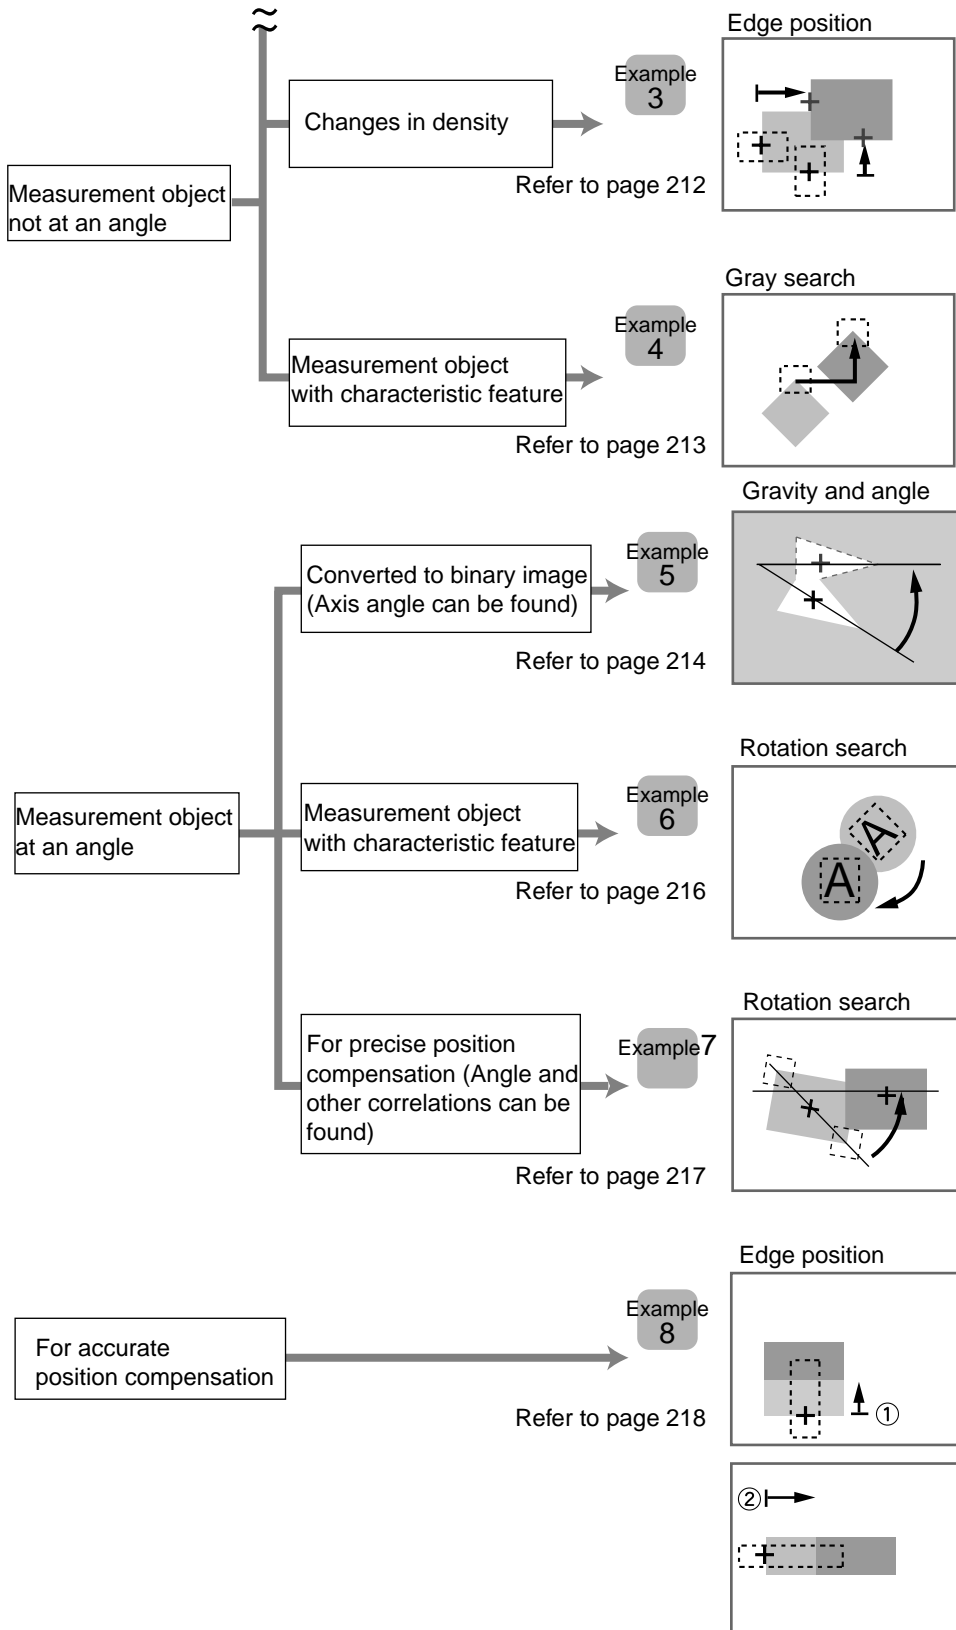 Edge position
Example
3
Changes in density
Refer to page 212
Measurement object
not at an angle
Gray search
Example
4
Measurement object
with characteristic feature
Refer to page 213
Gravity and angle
Example
5
Converted to binary image
(Axis angle can be found)
Refer to page 214
Rotation search
Measurement object
at an angle
Example
6
Measurement object
with characteristic feature
A
A
Refer to page 216
Rotation search
Example7
For precise position
compensation (Angle and
other correlations can be
found)
Refer to page 217
Edge position
Example
8
For accurate
position compensation
Refer to page 218
①
②